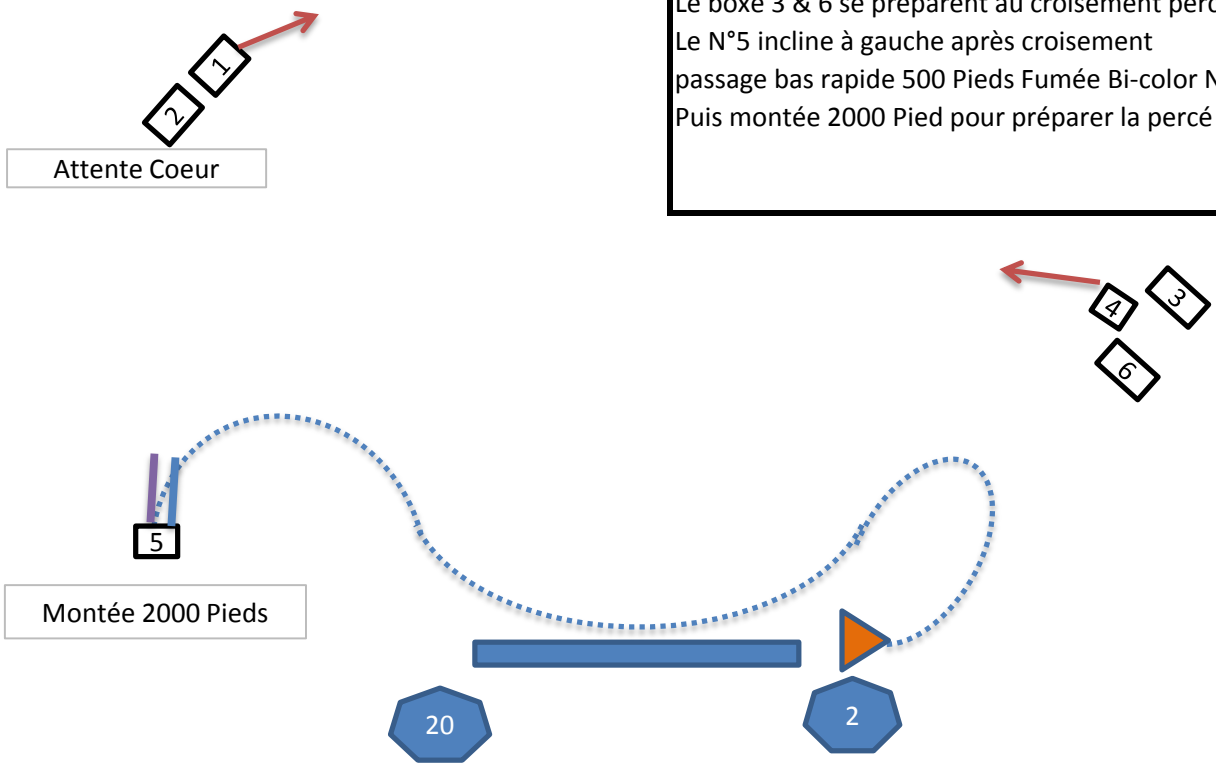 Le boxe 3 & 6 se préparent au croisement
Le N°5 incline à gauche après croisement
passage bas rapide 500 Pieds Fumée Bi-color
Puis montée 2000 Pied pour préparer la percé
1
2
Attente Coeur
3
4
6
5
Montée 2000 Pieds
20
2